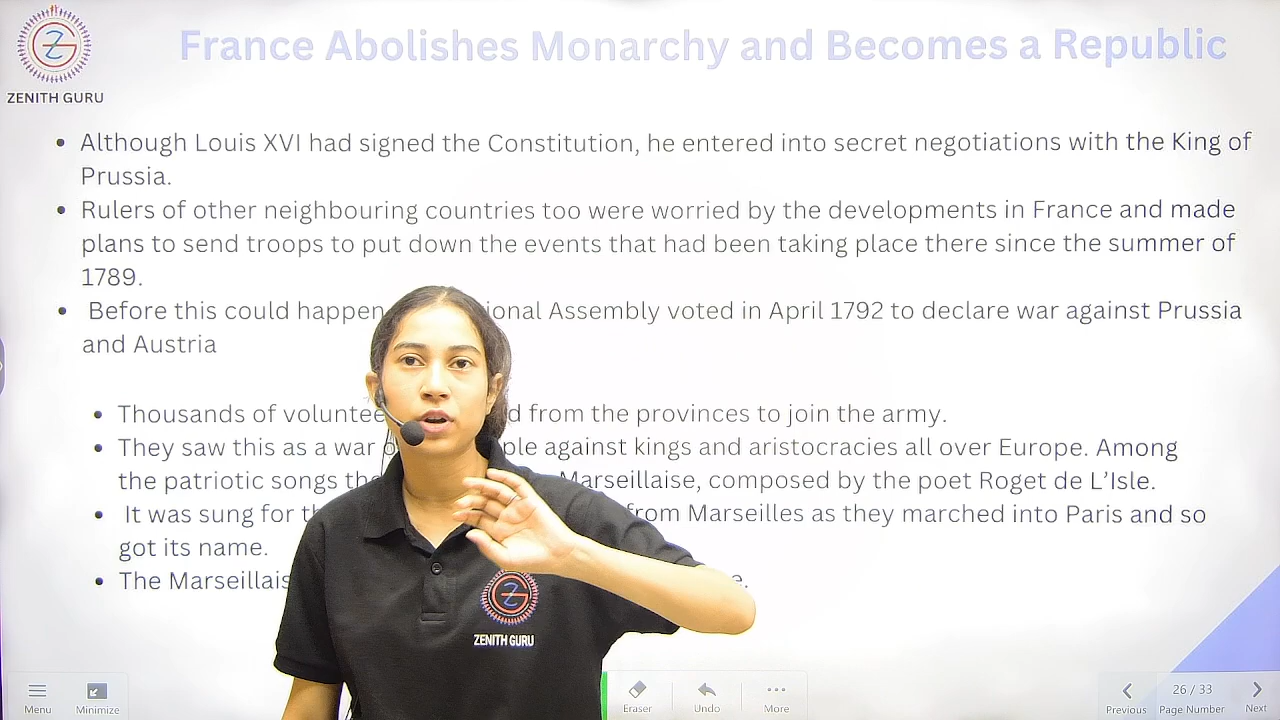 France Abolishes Monarchy and Becomes a Republic
ZENITH GURU
• Although Louis XVI had signed the Constitution, he entered into secret negotiations with the King of
Prussia.
• Rulers of other neighbouring countries too were worried by the developments in France and made
plans to send troops to put down the events that had been taking place there since the summer of
1789.
• Before this could happen ional Assembly voted in April 1792 to declare war against Prussia
and Austria
• Thousands of voluntee d from the provinces to join the army.
• They saw this as a war ple against kings and aristocracies all over Europe. Among
the patriotic songs the Marseillaise, composed by the poet Roget de L’Isle.
• It was sung for th from Marseilles as they marched into Paris and so
got its name.
• The Marseillais e.
ZENITH GURU
Menu
Minimize
Eraser
Undo
More
Previous
26 / 33
Page Number
Next